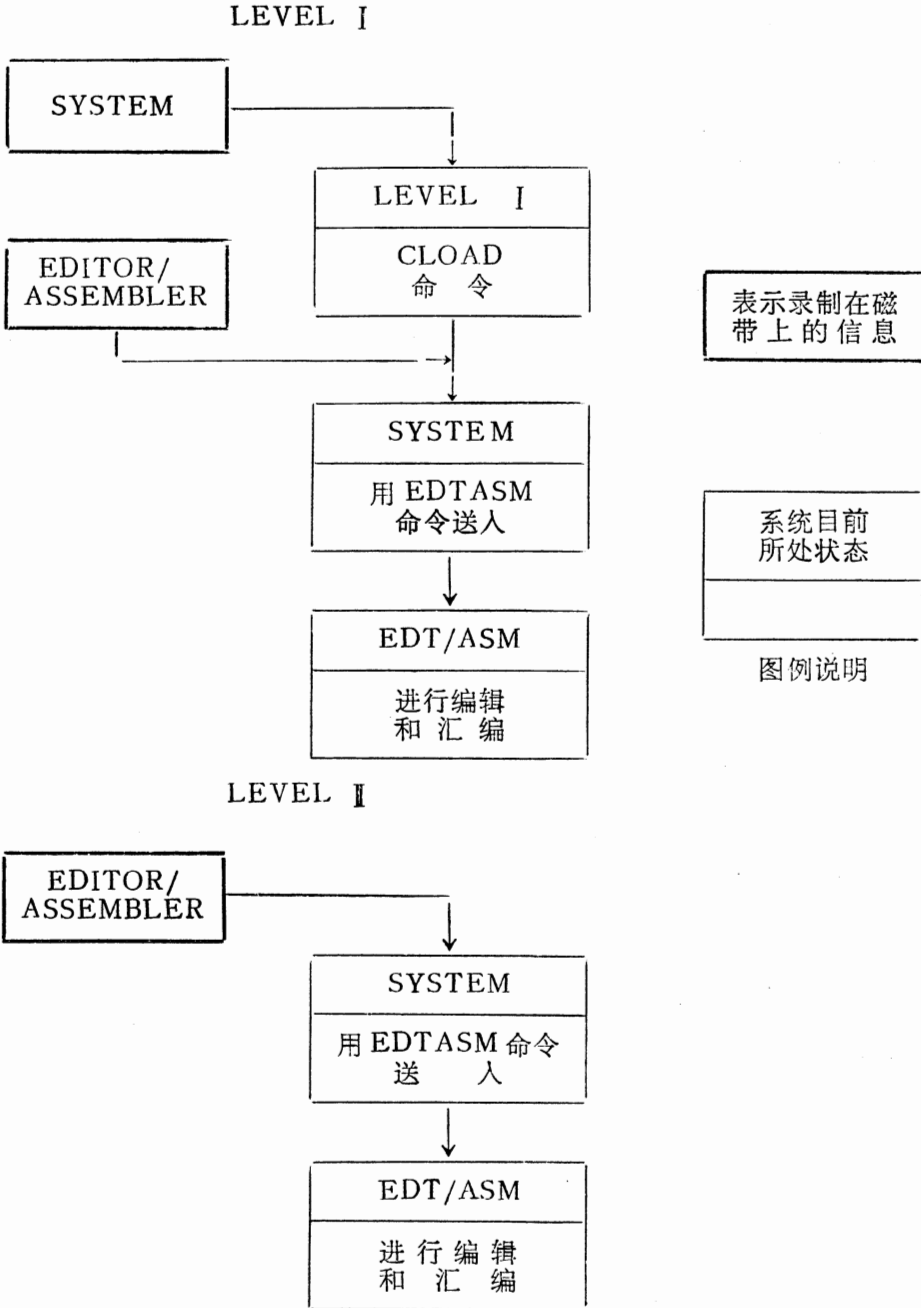 LEVEL Ⅰ
SYSTEM
LEVEL Ⅰ
CLOAD
命令
EDITOR/
ASSEMBLER
表示录制在磁
带上的信息
SYSTEM
用 EDTASM
命令送入
系统目前
所处状态
EDT/ASM
进行编辑
和汇编
图例说明
LEVEL Ⅱ
EDITOR/
ASSEMBLER
SYSTEM
用 EDTASM 命令
送入
EDT/ASM
进行编辑
和汇编